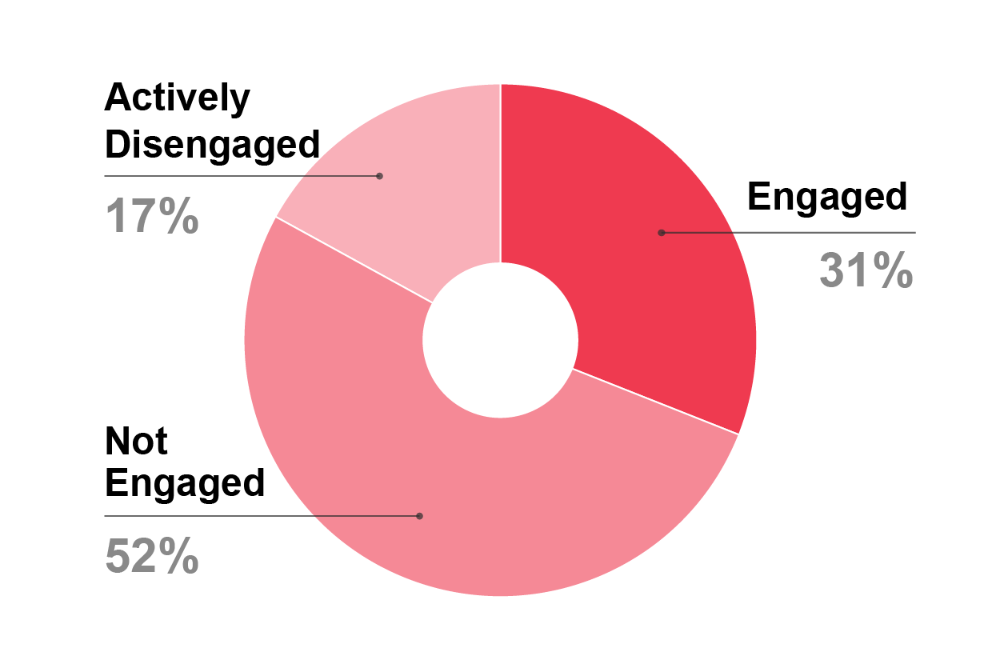 Actively
Disengaged
17%
Engaged
31%
Not
Engaged
52%